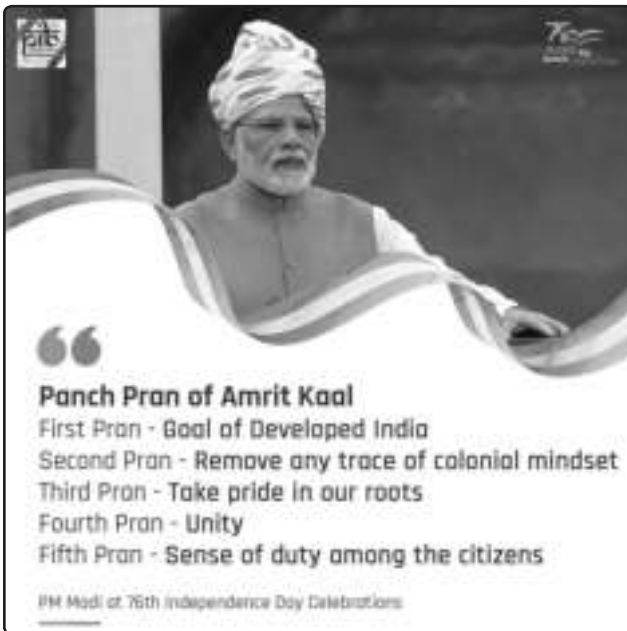 pib
Panch Pran of Amrit Kaal
First Pran - Goal of Developed India
Second Pran - Remove any trace of colonial mindset
Third Pran - Take pride in our roots
Fourth Pran - Unity
Fifth Pran - Sense of duty among the citizens
PM Modi at 76th Independence Day Celebrations